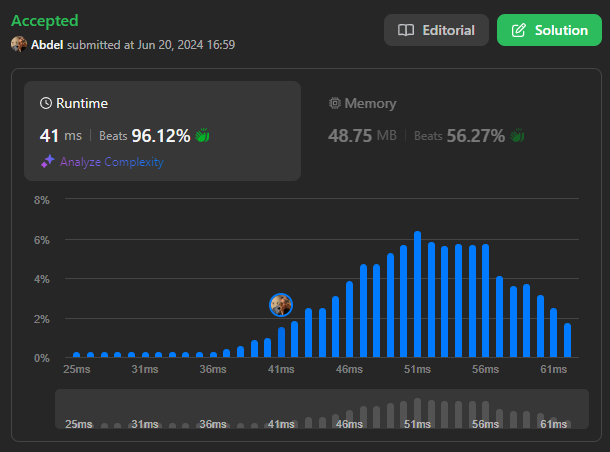 Accepted
Abdel submitted at Jun 20, 2024 16:59
Editorial
Solution
Runtime
41 ms | Beats 96.12%
Analyze Complexity
Memory
48.75 MB | Beats 56.27%
8%
6%
4%
2%
0%
25ms 31ms 36ms 41ms 46ms 51ms 56ms 61ms
25ms 31ms 36ms 41ms 46ms 51ms 56ms 61ms